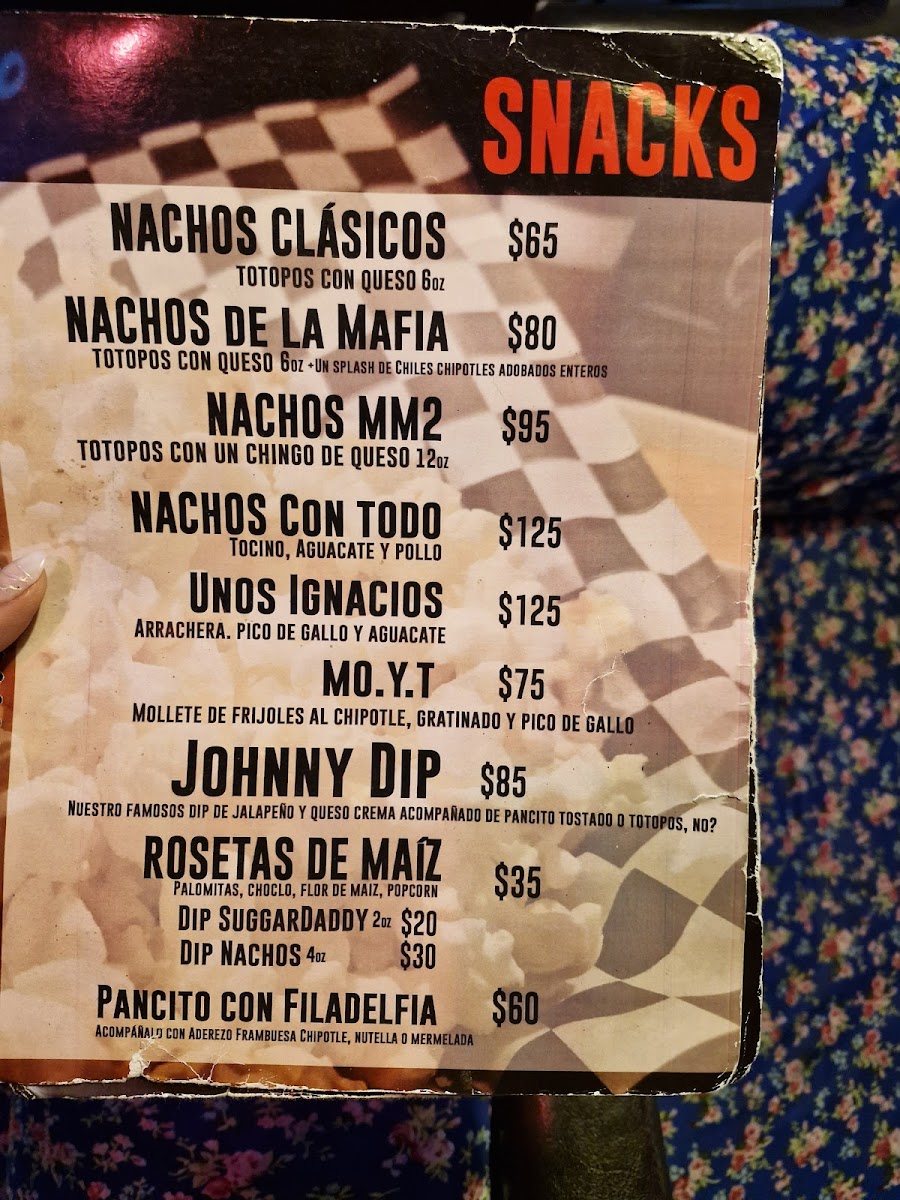 SNACKS
NACHOS CLÁSICOS $65
TOTOPOS CON QUESO 6oz
NACHOS DE LA MAFIA $80
TOTOPOS CON QUESO 6oz +UN SPLASH DE CHILES CHIPOTLES ADOBADOS ENTEROS
NACHOS MM2 $95
TOTOPOS CON UN CHINGO DE QUESO 12oz
NACHOS CON TODO $125
TOCINO, AGUACATE Y POLLO
UNOS IGNACIOS $125
ARRACHERA. PICO DE GALLO Y AGUACATE
MO.Y.T $75
MOLLETE DE FRIJOLES AL CHIPOTLE, GRATINADO Y PICO DE GALLO
JOHNNY DIP $85
NUESTRO FAMOSOS DIP DE JALAPEÑO Y QUESO CREMA ACOMPAÑADO DE PANCITO TOSTADO O TOTOPOS, NO?
ROSETAS DE MAÍZ $35
PALOMITAS, CHOCLO, FLOR DE MAIZ, POPCORN
DIP SUGGARDADDY 2oz $20
DIP NACHOS 4oz $30
PANCITO CON FILADELFIA $60
ACOMPÁÑALO CON ADEREZO FRAMBUESA CHIPOTLE, NUTELLA O MERMELADA